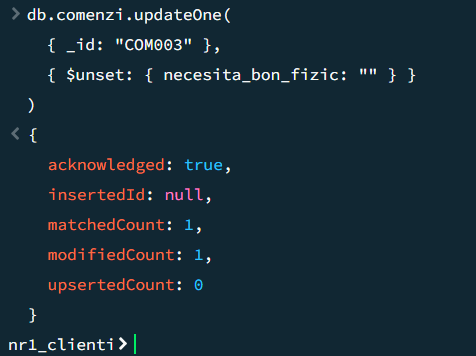 > db.comenzi.updateOne(
{ _id: "COM003" },
{ $unset: { necesita_bon_fizic: "" } }
)
< {
acknowledged: true,
insertedId: null,
matchedCount: 1,
modifiedCount: 1,
upsertedCount: 0
}
nr1_clienti>